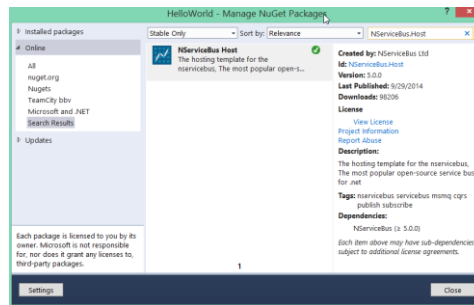 HelloWorld - Manage NuGet Packages
Installed packages
Online
All
nuget.org
Nugets
TeamCity bbv
Microsoft and .NET
Search Results
Updates
Each package is licensed to you by its
owner. Microsoft is not responsible
for, nor does it grant any licenses to,
third-party packages.
Stable Only
Sort by: Relevance
NServiceBus Host
The hosting template for the
nservicebus, The most popular open-s...
1
NServiceBus.Host
Created by: NServiceBus Ltd
Id: NServiceBus.Host
Version: 5.0.0
Last Published: 9/29/2014
Downloads: 98206
License
View License
Project Information
Report Abuse
Description:
The hosting template for the nservicebus,
The most popular open-source service bus
for .net
Tags: nservicebus servicebus msmq cqrs
publish subscribe
Dependencies:
NServiceBus (≥ 5.0.0)
Each item above may have sub-dependencies
subject to additional license agreements.
Settings
Close